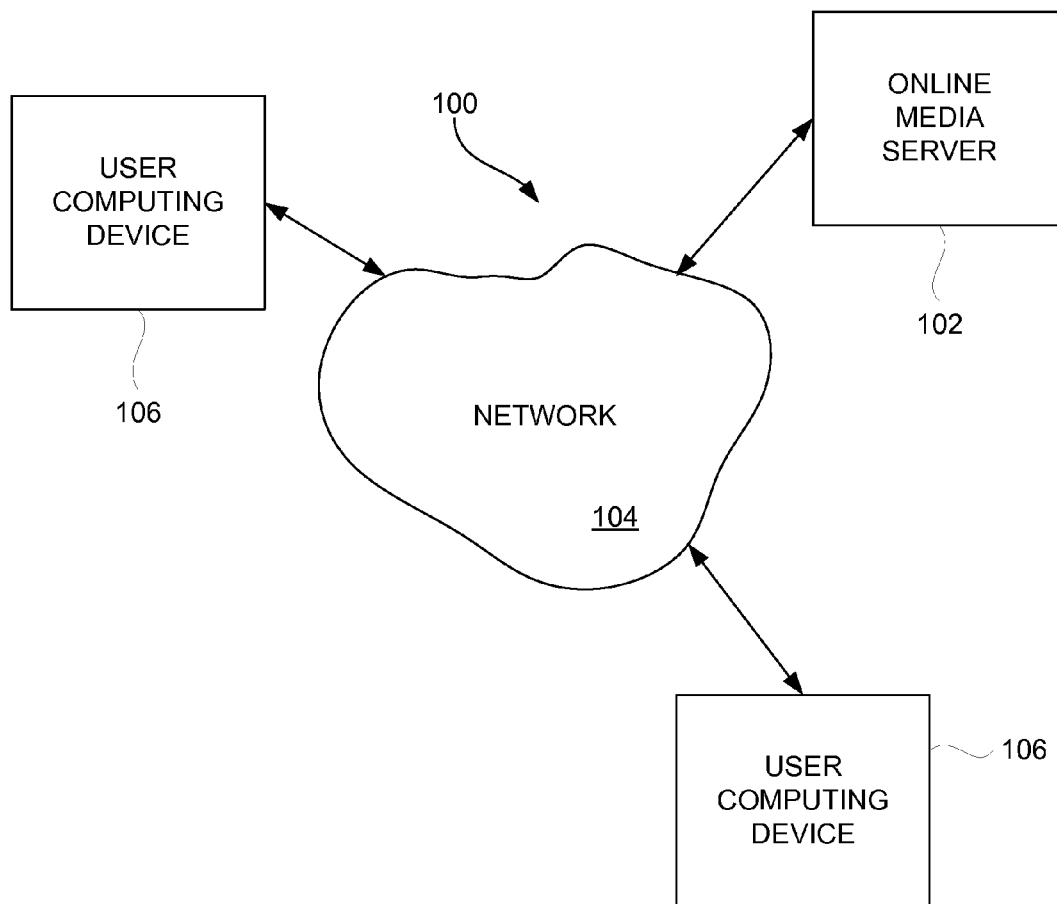 ONLINE
MEDIA
SERVER
100
USER
COMPUTING
DEVICE
102
106
NETWORK
104
USER
COMPUTING
DEVICE
106